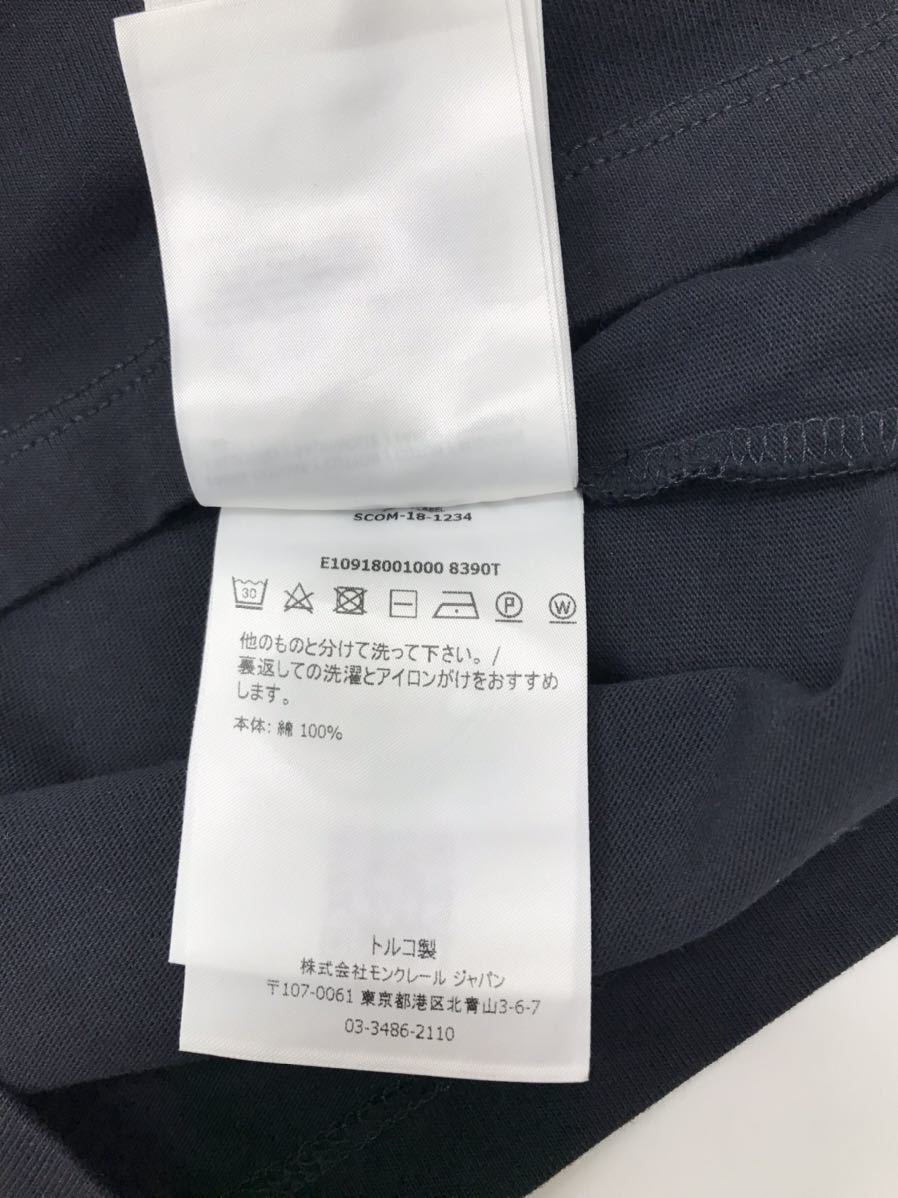 SCOM-18-1234
E10918001000 8390T
30
P
W
他のものと分けて洗って下さい。/
裏返しての洗濯とアイロンがけをおすすめ
します。
本体: 綿 100%
トルコ製
株式会社モンクレール ジャパン
〒107-0061 東京都港区北青山3-6-7
03-3486-2110